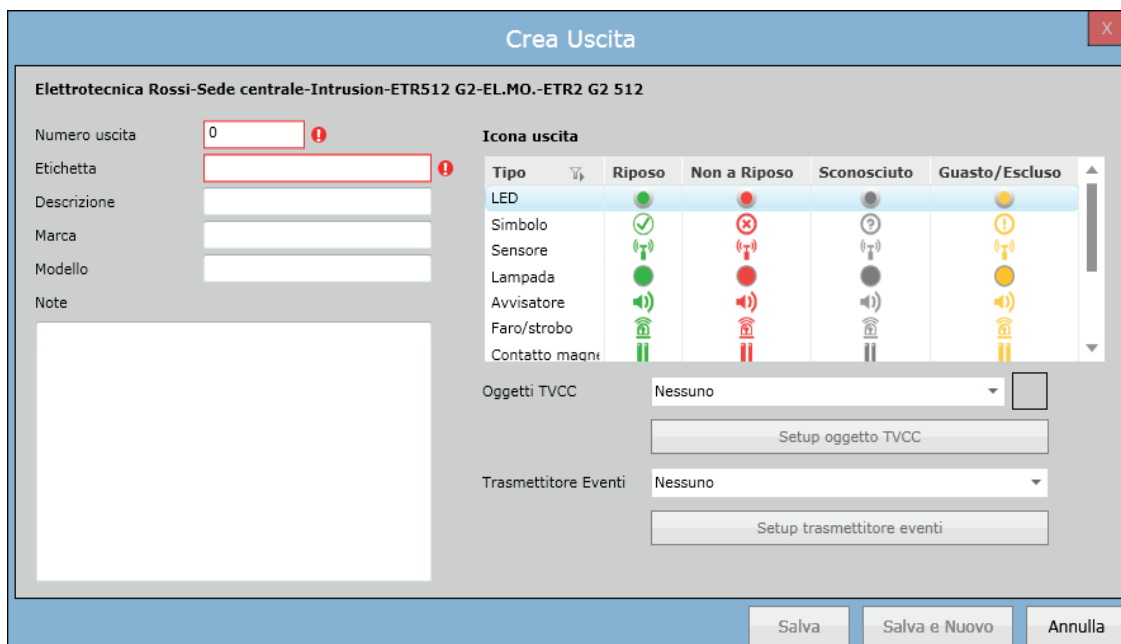 Crea Uscita
X
Elettrotecnica Rossi-Sede centrale-Intrusion-ETR512 G2-EL.MO.-ETR2 G2 512
Numero uscita 0
Etichetta
Descrizione
Marca
Modello
Note
Icona uscita
Tipo Riposo Non a Riposo Sconosciuto Guasto/Escluso
LED
Simbolo
Sensore
Lampada
Avvisatore
Faro/strobo
Contatto magne
Oggetti TVCC Nessuno
Setup oggetto TVCC
Trasmettitore Eventi Nessuno
Setup trasmettitore eventi
Salva Salva e Nuovo Annulla